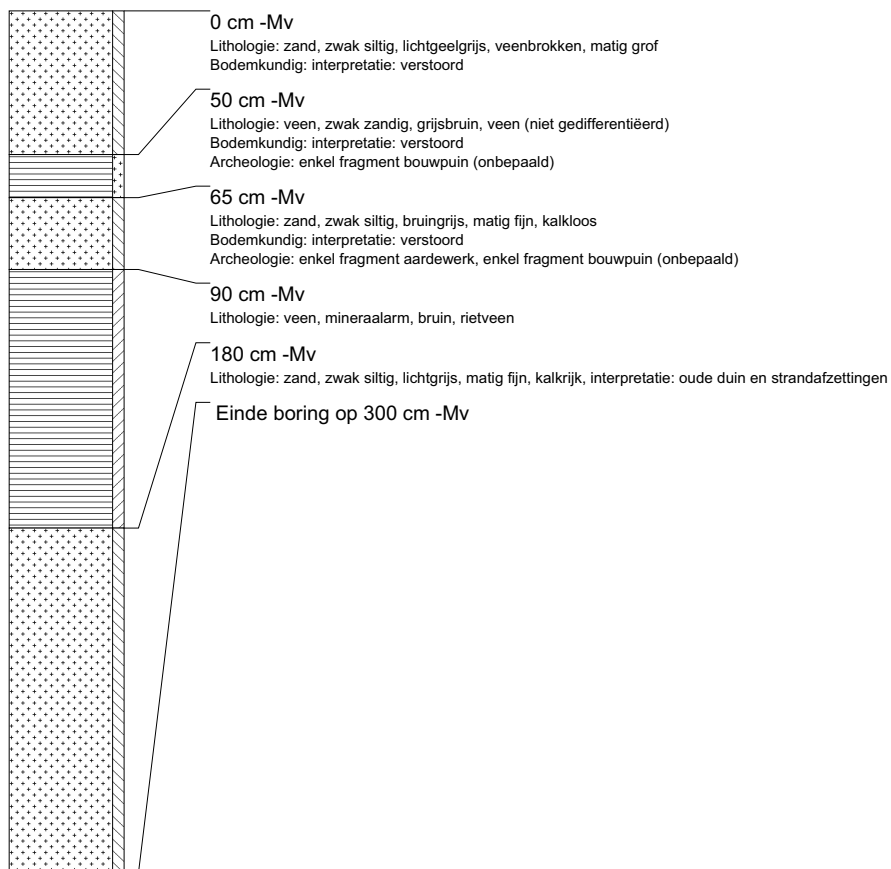 0 cm -Mv
Lithologie: zand, zwak siltig, lichtgeelgrijs, veenbrokken, matig grof
Bodemkundig: interpretatie: verstoord
50 cm -Mv
Lithologie: veen, zwak zandig, grijsbruin, veen (niet gedifferentiëerd)
Bodemkundig: interpretatie: verstoord
Archeologie: enkel fragment bouwpuin (onbepaald)
65 cm -Mv
Lithologie: zand, zwak siltig, bruingrijs, matig fijn, kalkloos
Bodemkundig: interpretatie: verstoord
Archeologie: enkel fragment aardewerk, enkel fragment bouwpuin (onbepaald)
90 cm -Mv
Lithologie: veen, mineraalarm, bruin, rietveen
180 cm -Mv
Lithologie: zand, zwak siltig, lichtgrijs, matig fijn, kalkrijk, interpretatie: oude duin en strandafzettingen
Einde boring op 300 cm -Mv